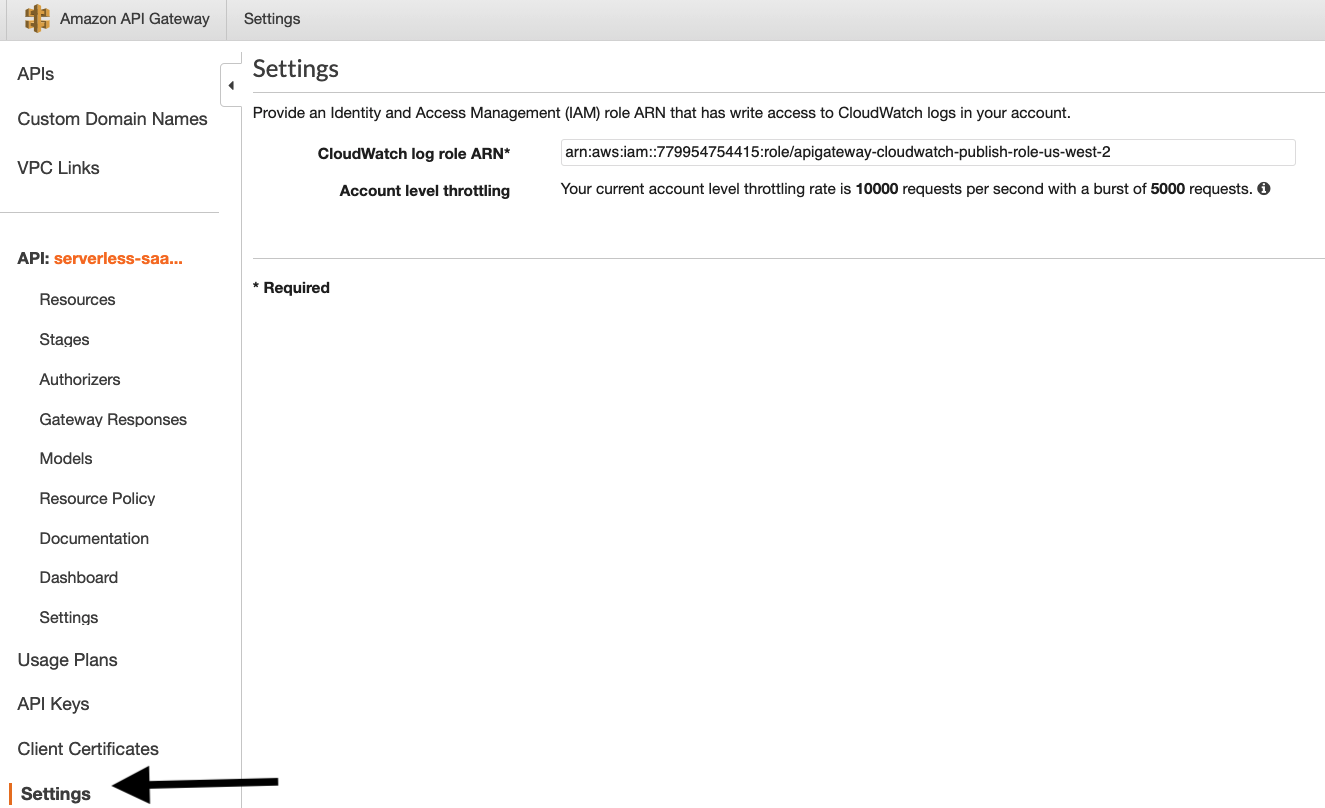 Amazon API Gateway
Settings
APIs
Custom Domain Names
VPC Links
API: serverless-saa...
Resources
Stages
Authorizers
Gateway Responses
Models
Resource Policy
Documentation
Dashboard
Settings
Usage Plans
API Keys
Client Certificates
Settings
Settings
Provide an Identity and Access Management (IAM) role ARN that has write access to CloudWatch logs in your account.
CloudWatch log role ARN* arn:aws:iam::779954754415:role/apigateway-cloudwatch-publish-role-us-west-2
Account level throttling Your current account level throttling rate is 10000 requests per second with a burst of 5000 requests.
* Required